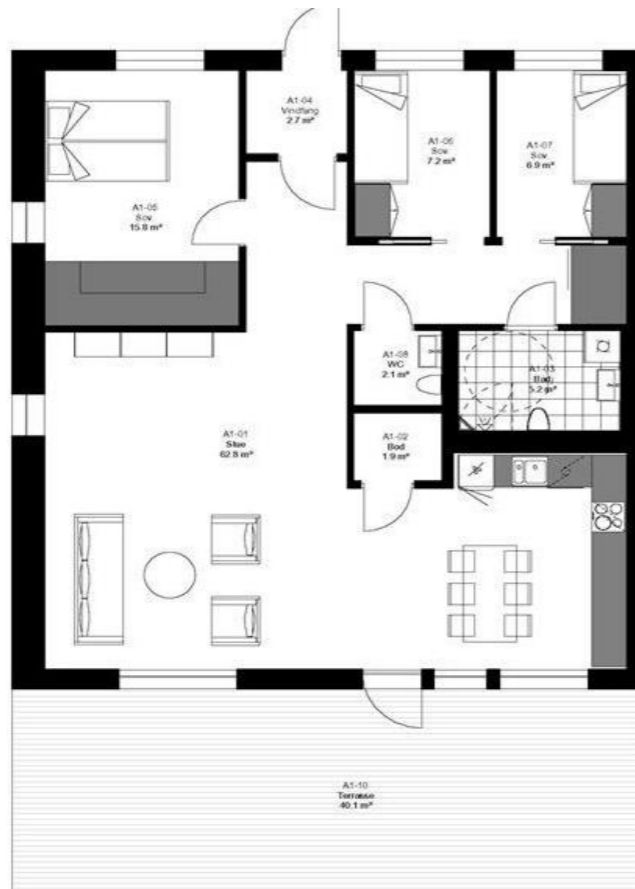 A1-04
Vindfang
2.7 m²
A1-06
Sov
7.2 m²
A1-07
Sov
6.9 m²
A1-05
Sov
15.8 m²
A1-08
WC
2.1 m²
A1-03
Bad
5.2 m²
A1-01
Stue
62.8 m²
A1-02
Bod
1.9 m²
A1-10
Terrasse
40.1 m²